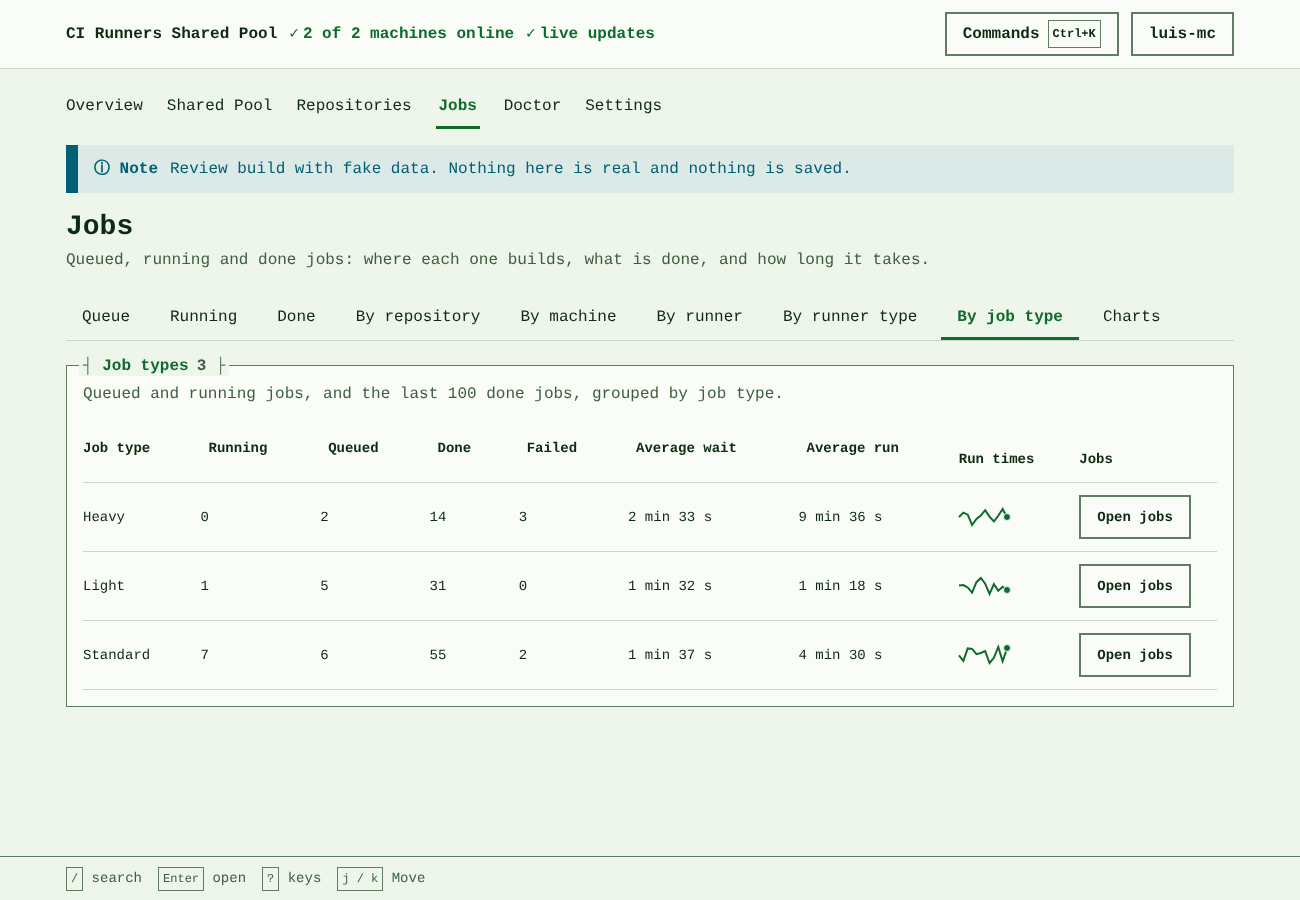 CI Runners Shared Pool ✓ 2 of 2 machines online ✓ live updates Commands Ctrl+K luis-mc
Overview Shared Pool Repositories Jobs Doctor Settings
ⓘ Note Review build with fake data. Nothing here is real and nothing is saved.
Jobs
Queued, running and done jobs: where each one builds, what is done, and how long it takes.
Queue Running Done By repository By machine By runner By runner type By job type Charts
Job types 3
Queued and running jobs, and the last 100 done jobs, grouped by job type.
Job type Running Queued Done Failed Average wait Average run Run times Jobs
Heavy 0 2 14 3 2 min 33 s 9 min 36 s Open jobs
Light 1 5 31 0 1 min 32 s 1 min 18 s Open jobs
Standard 7 6 55 2 1 min 37 s 4 min 30 s Open jobs
/ search Enter open ? keys j / k Move